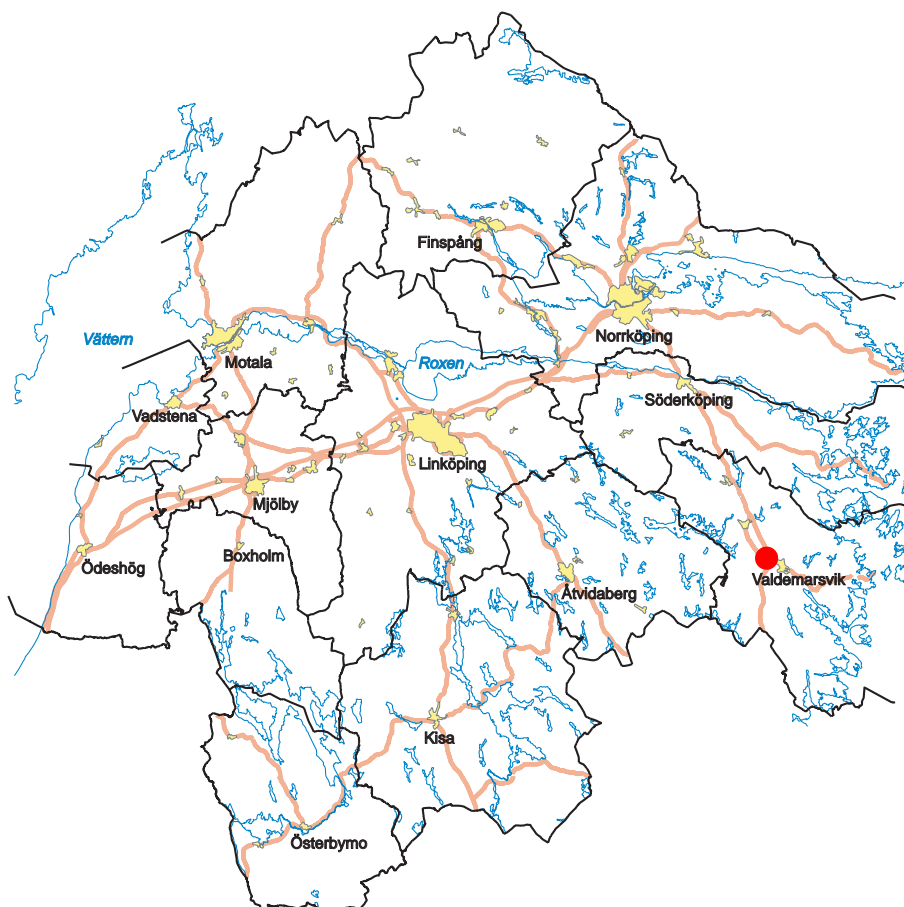 Finspång
Norrköping
Vättern
Motala
Roxen
Söderköping
Vadstena
Linköping
Mjölby
Boxholm
Ödeshög
Valdemarsvik
Åtvidaberg
Kisa
Österbymo